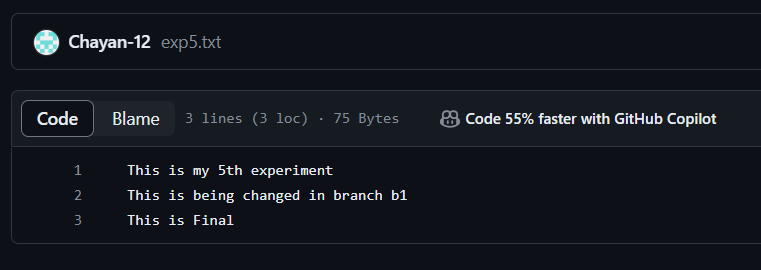 Chayan-12 exp5.txt
Code Blame 3 lines (3 loc) · 75 Bytes Code 55% faster with GitHub Copilot
1 This is my 5th experiment
2 This is being changed in branch b1
3 This is Final